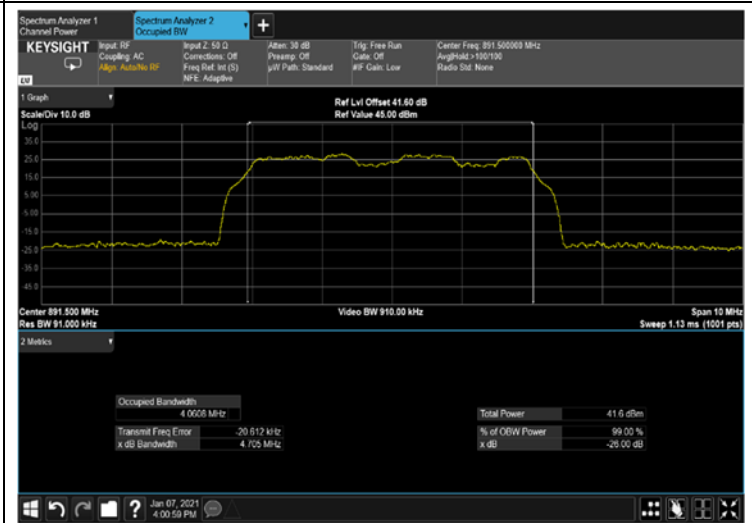 Spectrum Analyzer 1
Channel Power
Spectrum Analyzer 2
Occupied BW
+
KEYSIGHT
Input: RF
Coupling: AC
Align: Auto/No RF
Input Z: 50 Ω
Corrections: Off
Freq Ref: Int (S)
NFE: Adaptive
Atten: 30 dB
Preamp: Off
µW Path: Standard
Trig: Free Run
Gate: Off
#IF Gain: Low
Center Freq: 891.500000 MHz
Avg|Hold:>100/100
Radio Std: None
1 Graph
Scale/Div 10.0 dB
Ref Lvl Offset 41.60 dB
Ref Value 45.00 dBm
Log
35.0
25.0
15.0
5.00
-5.00
-15.0
-25.0
-35.0
-45.0
Center 891.500 MHz
Res BW 91.000 kHz
Video BW 910.00 kHz
Span 10 MHz
Sweep 1.13 ms (1001 pts)
2 Metrics
Occupied Bandwidth
4.0608 MHz
Transmit Freq Error -20.612 kHz
x dB Bandwidth 4.705 MHz
Total Power 41.6 dBm
% of OBW Power 99.00 %
x dB -26.00 dB
?
Jan 07, 2021
4:00:59 PM